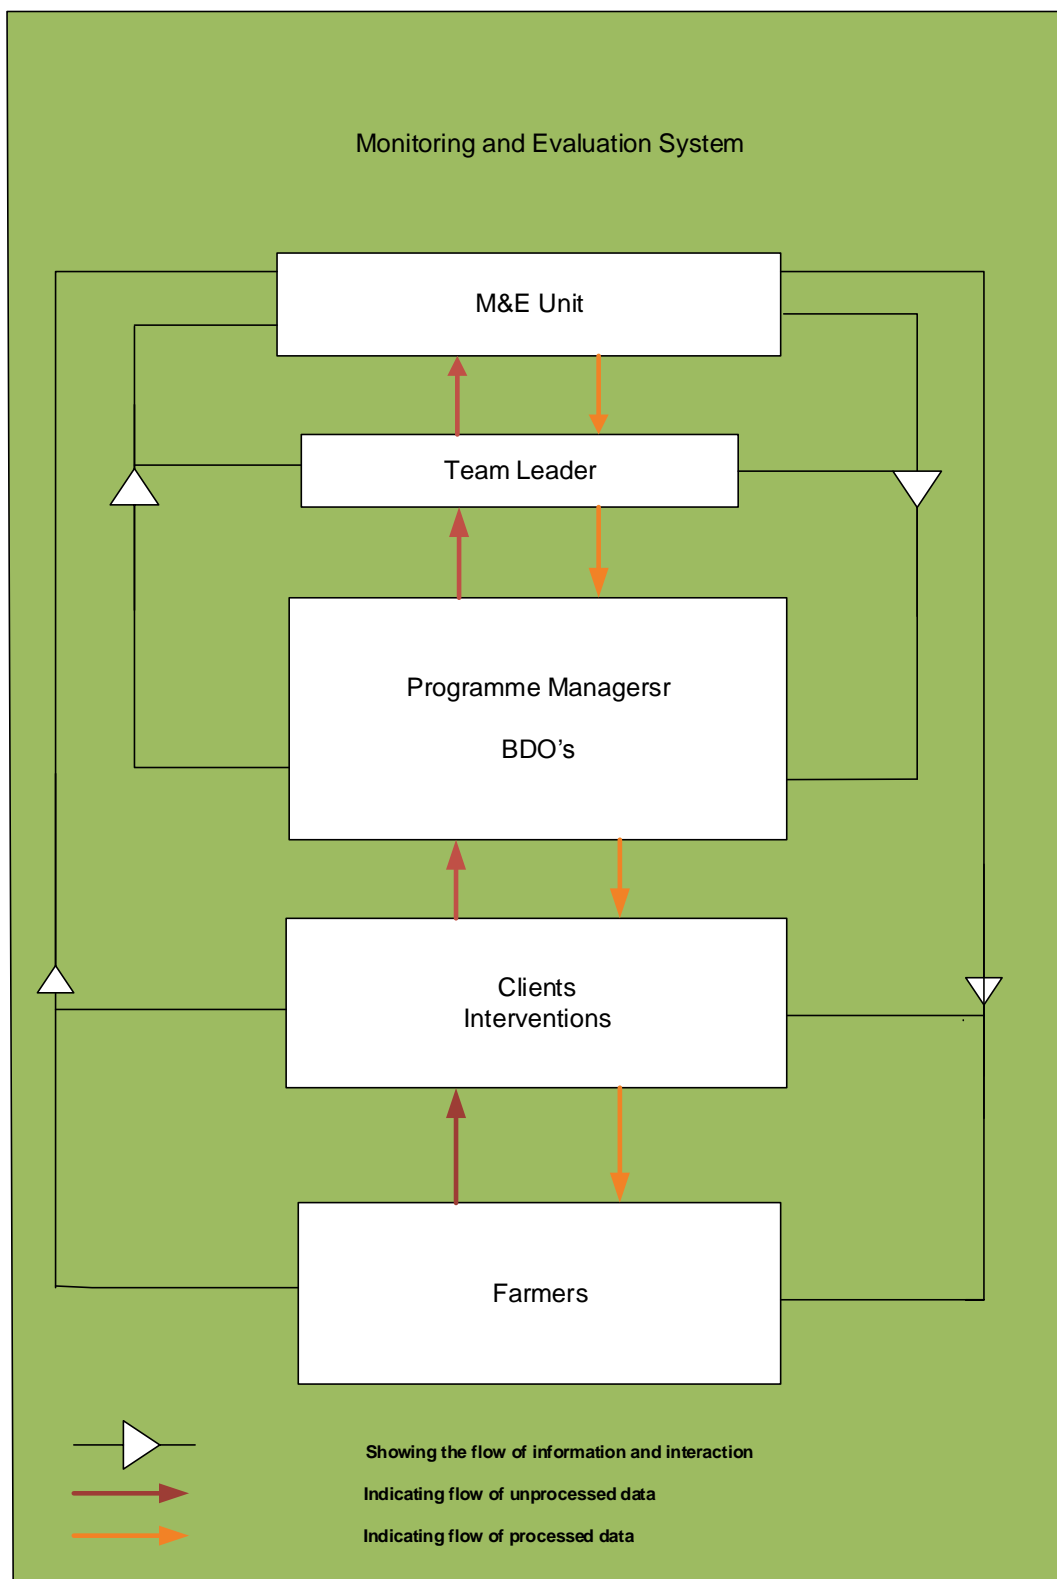 Monitoring and Evaluation System
M&E Unit
Team Leader
Programme Managersr
BDO’s
Clients
Interventions
Farmers
Showing the flow of information and interaction
Indicating flow of unprocessed data
Indicating flow of processed data